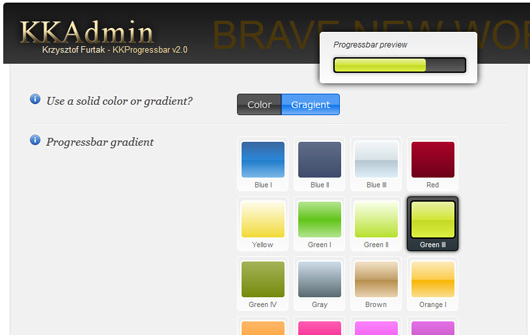 KKAdmin
BRAVE NEW WOR
Krzysztof Furtak - KKProgressbar v2.0
Progressbar preview
Use a solid color or gradient?
Color Gragient
Progressbar gradient
Blue I Blue II Blue III Red
Yellow Green I Green II Green III
Green IV Gray Brown Orange I